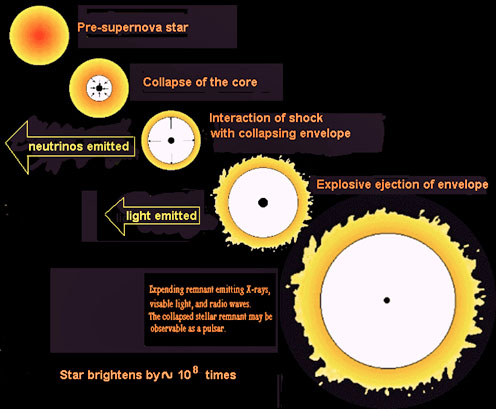 Pre-supernova star
Collapse of the core
Interaction of shock
with collapsing envelope
neutrinos emitted
Explosive ejection of envelope
light emitted
Expending remnant emitting X-rays,
visable light, and radio waves.
The collapsed stellar remnant may be
observable as a pulsar.
Star brightens by ~ 10⁸ times